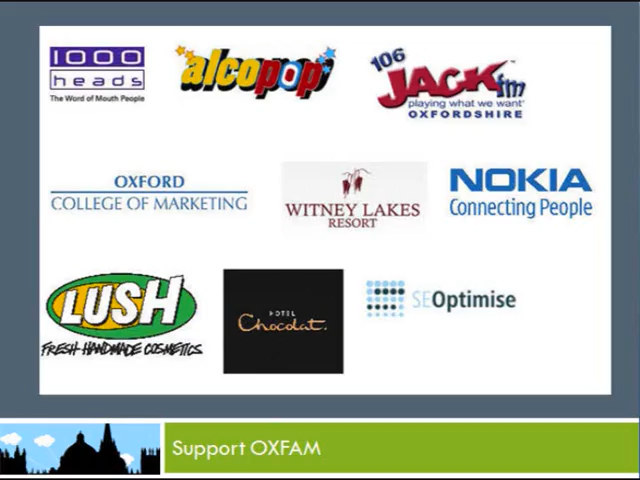 1000
heads
The Word of Mouth People
alcopop
106
JACKfm
playing what we want
OXFORDSHIRE
OXFORD
COLLEGE OF MARKETING
WITNEY LAKES
RESORT
NOKIA
Connecting People
LUSH
FRESH HANDMADE COSMETICS
HOTEL
Chocolat.
SEOptimise
Support OXFAM